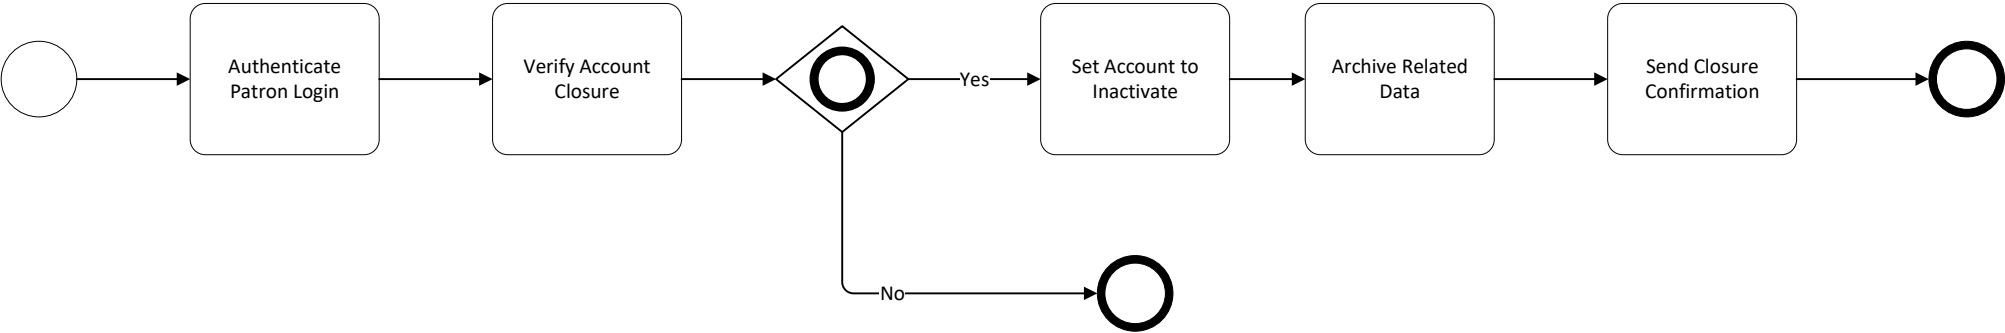 Authenticate
Patron Login
Verify Account
Closure
Yes
Set Account to
Inactivate
Archive Related
Data
Send Closure
Confirmation
No